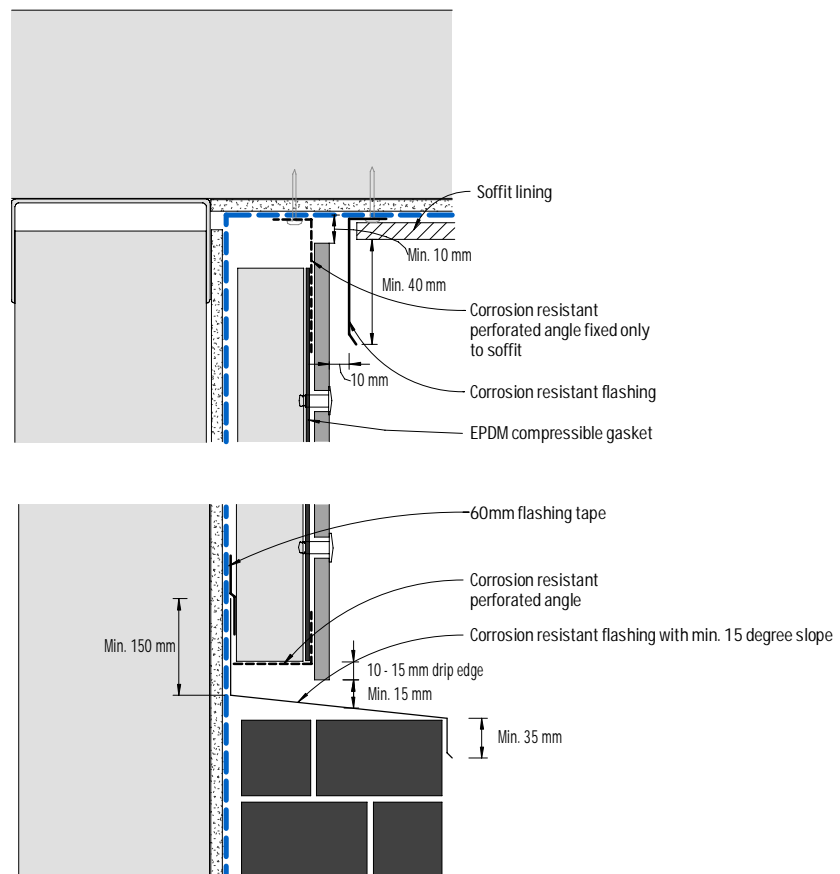 Soffit lining
Min. 10 mm
Min. 40 mm
Corrosion resistant
perforated angle fixed only
to soffit
10 mm
Corrosion resistant flashing
EPDM compressible gasket
60mm flashing tape
Corrosion resistant
perforated angle
Corrosion resistant flashing with min. 15 degree slope
Min. 150 mm
10 - 15 mm drip edge
Min. 15 mm
Min. 35 mm